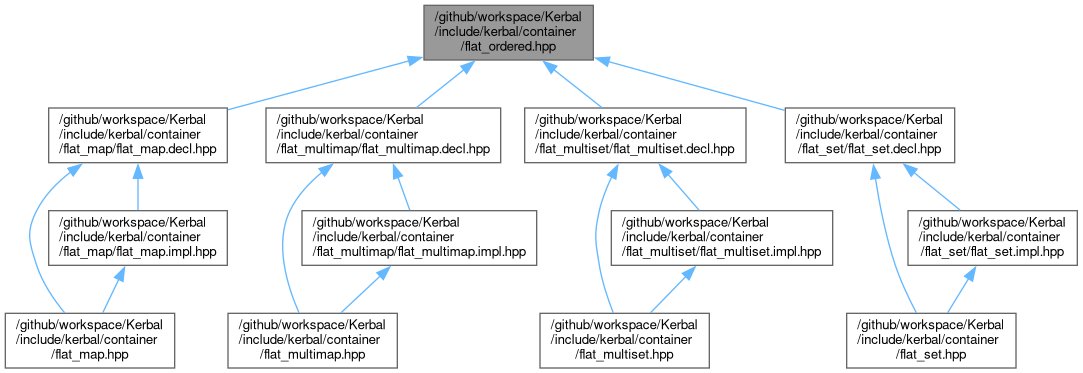 /github/workspace/Kerbal
/include/kerbal/container
/flat_ordered.hpp
/github/workspace/Kerbal
/include/kerbal/container
/flat_map/flat_map.decl.hpp
/github/workspace/Kerbal
/include/kerbal/container
/flat_multimap/flat_multimap.decl.hpp
/github/workspace/Kerbal
/include/kerbal/container
/flat_multiset/flat_multiset.decl.hpp
/github/workspace/Kerbal
/include/kerbal/container
/flat_set/flat_set.decl.hpp
/github/workspace/Kerbal
/include/kerbal/container
/flat_map/flat_map.impl.hpp
/github/workspace/Kerbal
/include/kerbal/container
/flat_multimap/flat_multimap.impl.hpp
/github/workspace/Kerbal
/include/kerbal/container
/flat_multiset/flat_multiset.impl.hpp
/github/workspace/Kerbal
/include/kerbal/container
/flat_set/flat_set.impl.hpp
/github/workspace/Kerbal
/include/kerbal/container
/flat_map.hpp
/github/workspace/Kerbal
/include/kerbal/container
/flat_multimap.hpp
/github/workspace/Kerbal
/include/kerbal/container
/flat_multiset.hpp
/github/workspace/Kerbal
/include/kerbal/container
/flat_set.hpp